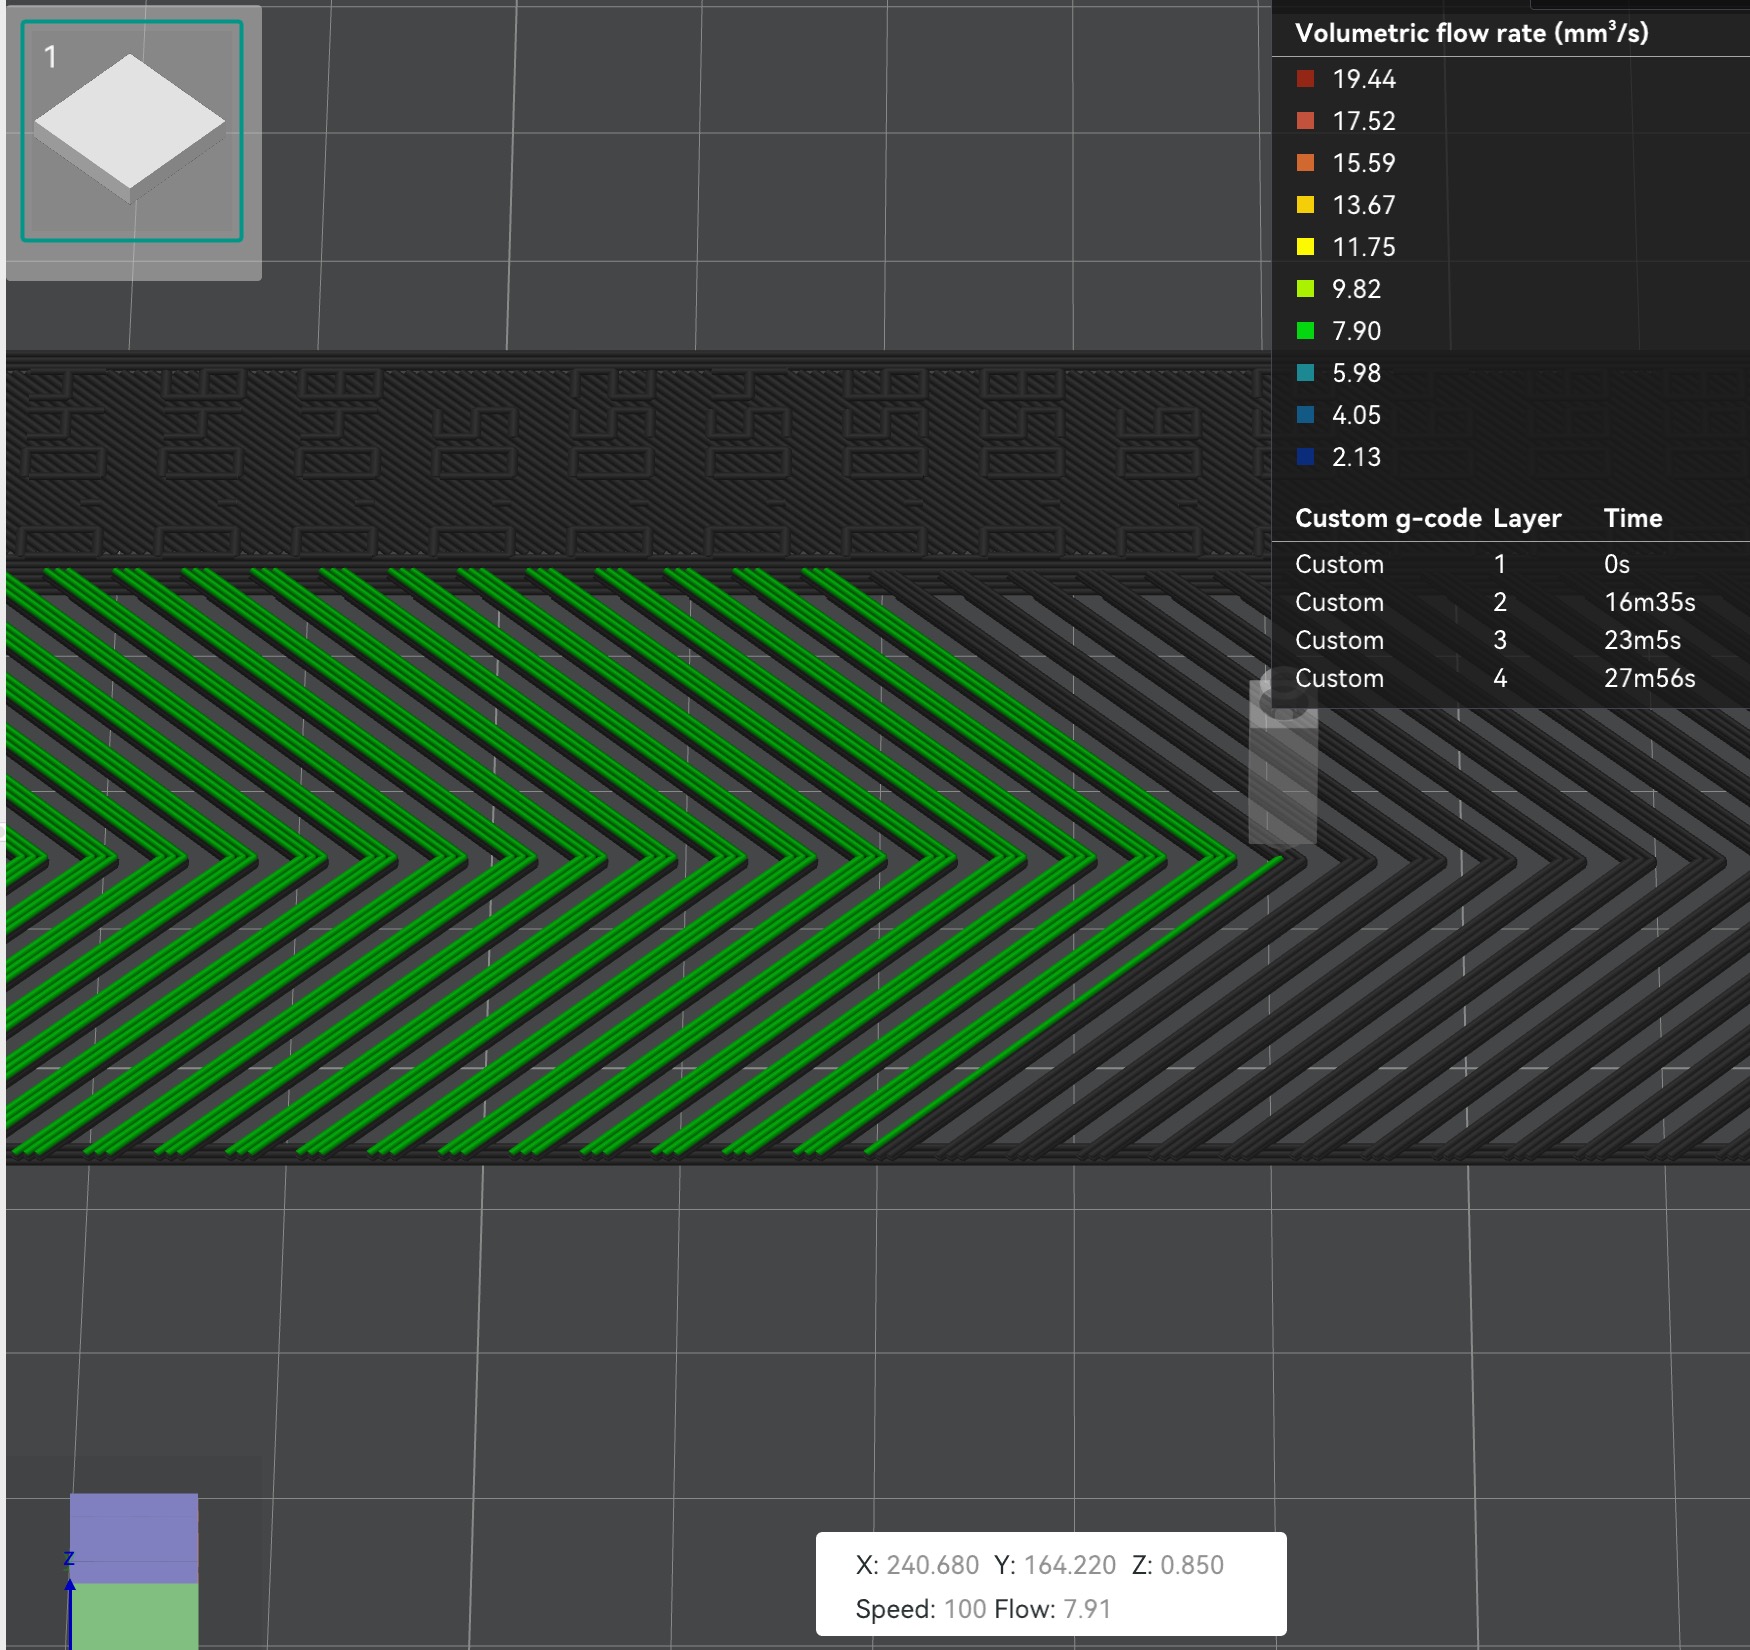 1
Volumetric flow rate (mm³/s)
19.44
17.52
15.59
13.67
11.75
9.82
7.90
5.98
4.05
2.13
Custom g-code Layer Time
Custom 1 0s
Custom 2 16m35s
Custom 3 23m5s
Custom 4 27m56s
Z
X: 240.680 Y: 164.220 Z: 0.850
Speed: 100 Flow: 7.91